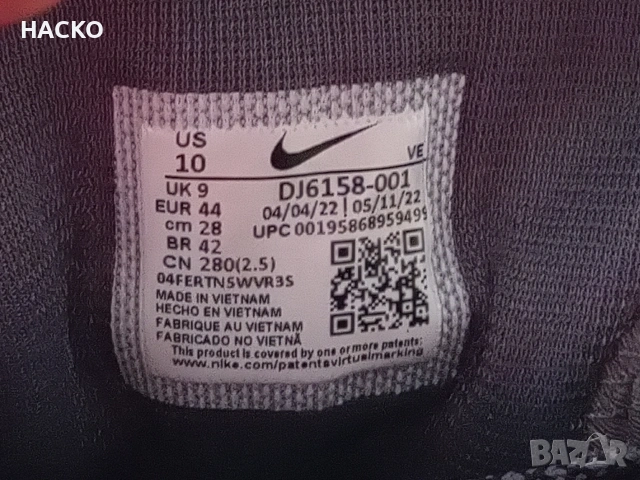 HACKO
US
10
VE
UK 9
DJ6158-001
EUR 44
04/04/22 | 05/11/22
cm 28
UPC 00195868959499
BR 42
CN 280(2.5)
04FERTN5WVR3S
MADE IN VIETNAM
HECHO EN VIETNAM
FABRIQUE AU VIETNAM
FABRICADO NO VIETNÃ
This product is covered by one or more patents:
www.nike.com/patentsvirtualmarking
BAZAR